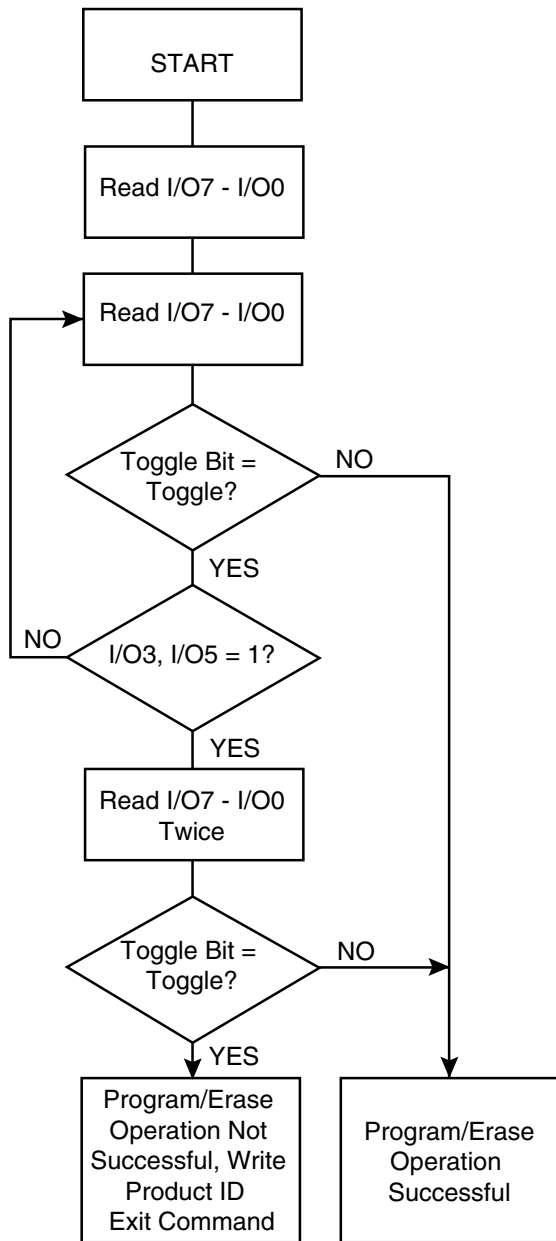 START
Read I/O7 - I/O0
Read I/O7 - I/O0
Toggle Bit =
Toggle?
NO
YES
NO
I/O3, I/O5 = 1?
YES
Read I/O7 - I/O0
Twice
Toggle Bit =
Toggle?
NO
YES
Program/Erase
Operation Not
Successful, Write
Product ID
Exit Command
Program/Erase
Operation
Successful